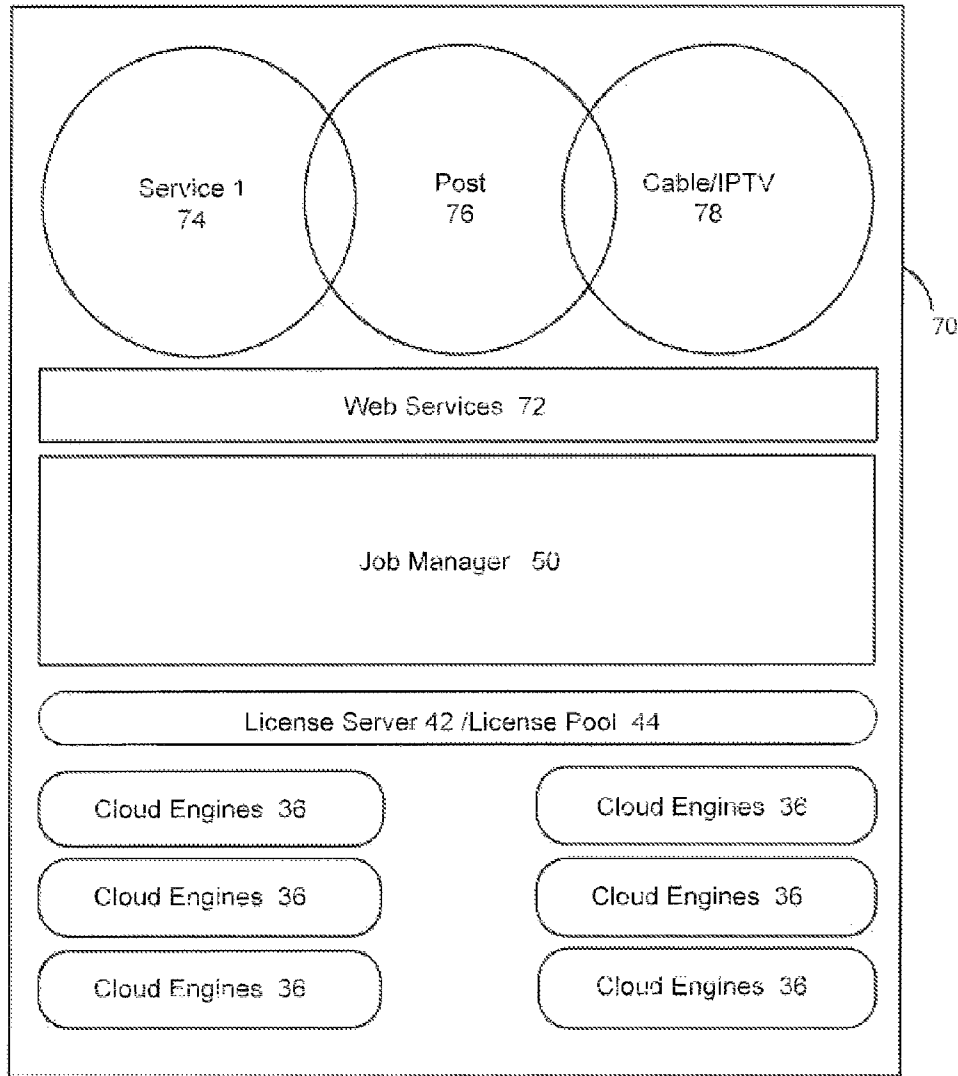 Service 1
74
Post
76
Cable/IPTV
78
70
Web Services 72
Job Manager 50
License Server 42 /License Pool 44
Cloud Engines 36
Cloud Engines 36
Cloud Engines 36
Cloud Engines 36
Cloud Engines 36
Cloud Engines 36